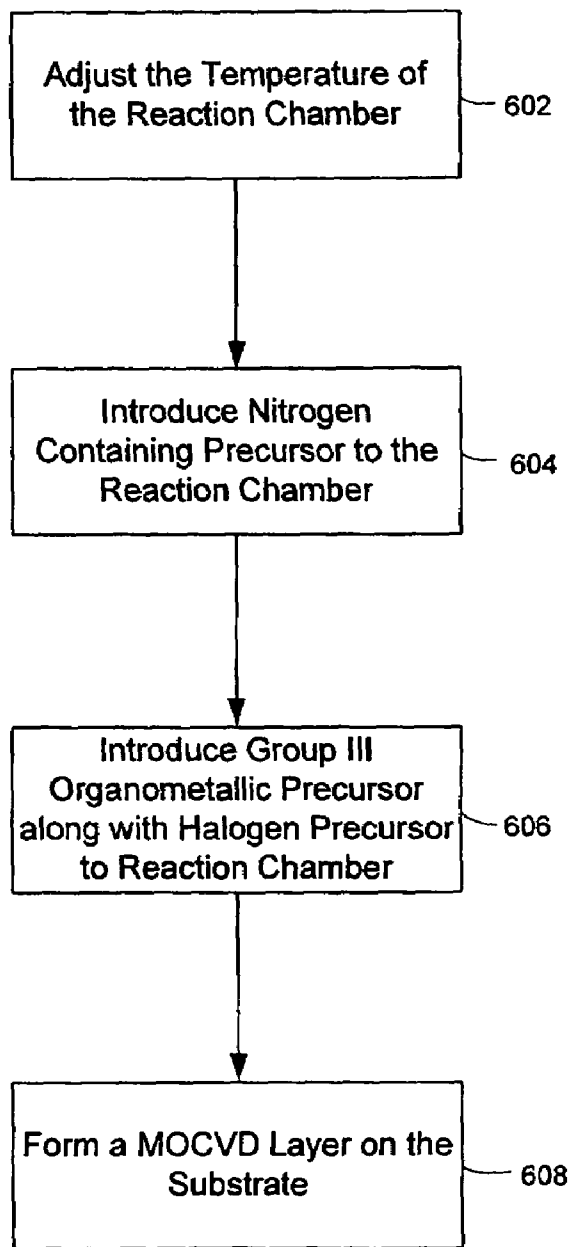 Adjust the Temperature of
the Reaction Chamber
602
Introduce Nitrogen
Containing Precursor to the
Reaction Chamber
604
Introduce Group III
Organometallic Precursor
along with Halogen Precursor
to Reaction Chamber
606
Form a MOCVD Layer on the
Substrate
608